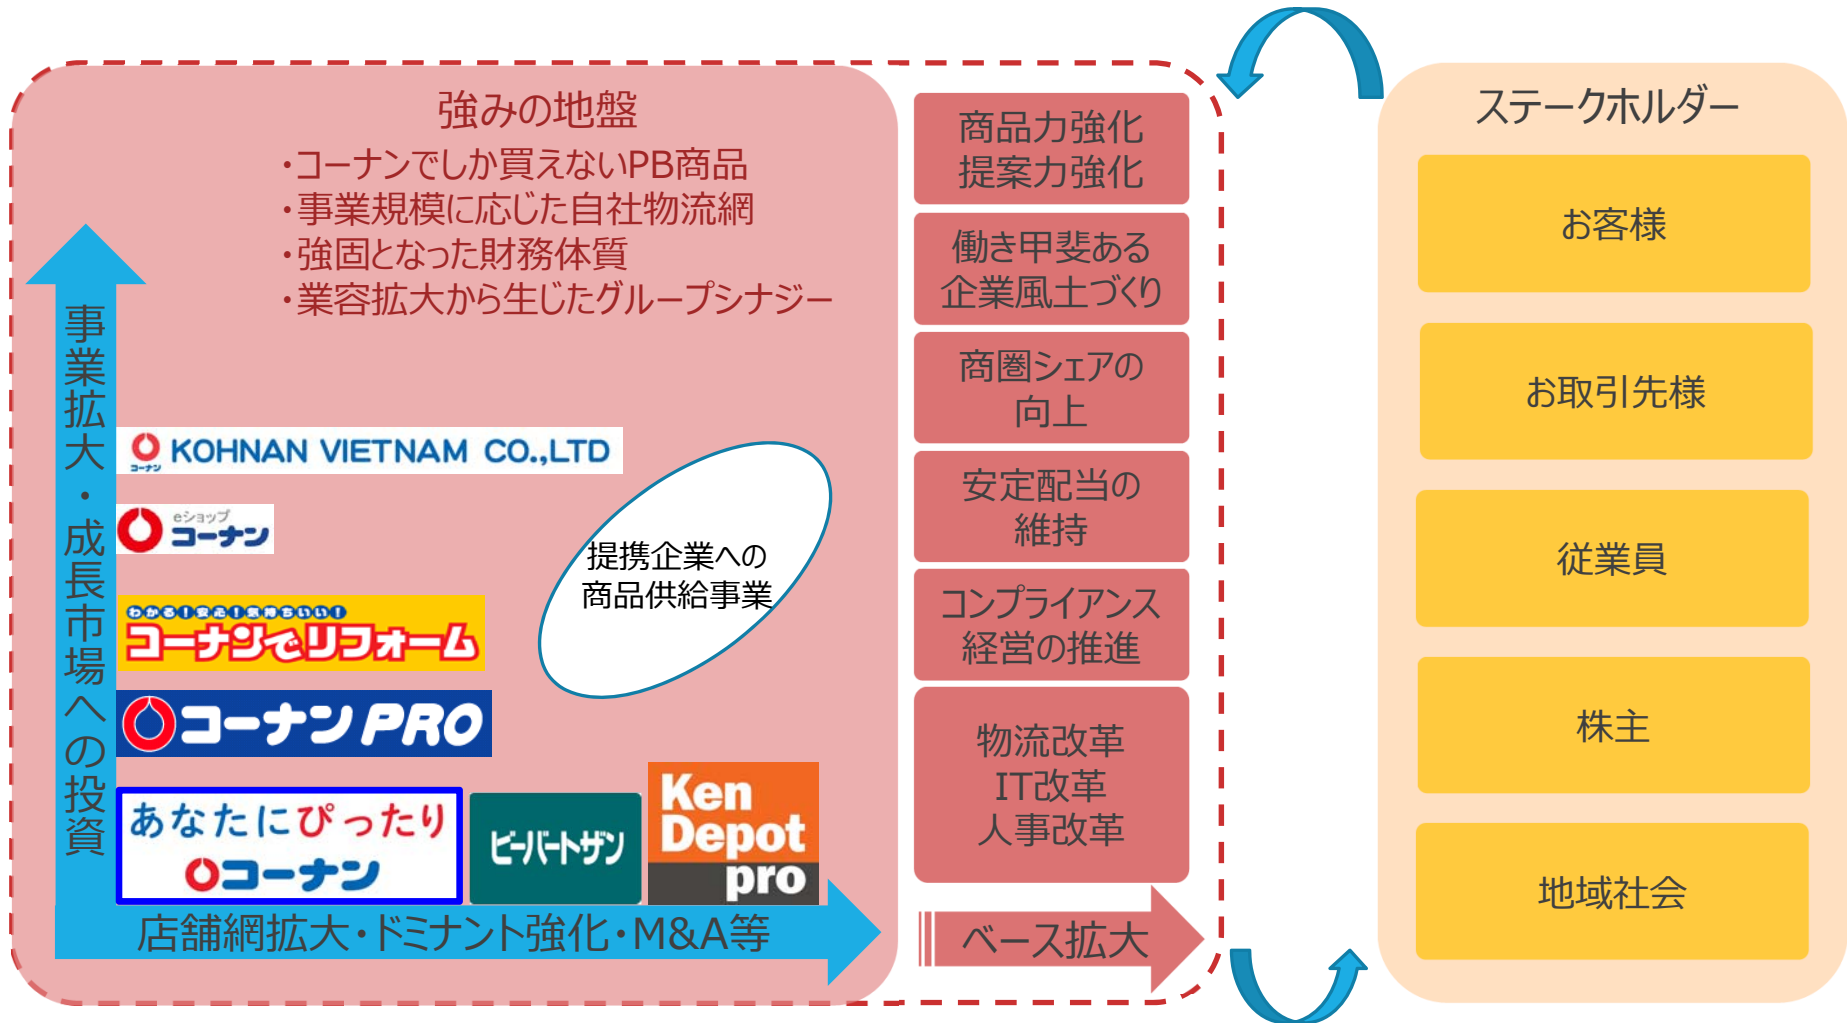 強みの地盤
・コーナンでしか買えないPB商品
・事業規模に応じた自社物流網
・強固となった財務体質
・業容拡大から生じたグループシナジー
事業拡大・成長市場への投資
コーナン
KOHNAN VIETNAM CO.,LTD
eショップ
コーナン
わかる!安心!気持ちいい!
コーナンでリフォーム
コーナンPRO
あなたにぴったり
コーナン
ビーバートザン
Ken
Depot
pro
提携企業への
商品供給事業
店舗網拡大・ドミナント強化・M&A等
商品力強化
提案力強化
働き甲斐ある
企業風土づくり
商圏シェアの
向上
安定配当の
維持
コンプライアンス
経営の推進
物流改革
IT改革
人事改革
ベース拡大
ステークホルダー
お客様
お取引先様
従業員
株主
地域社会